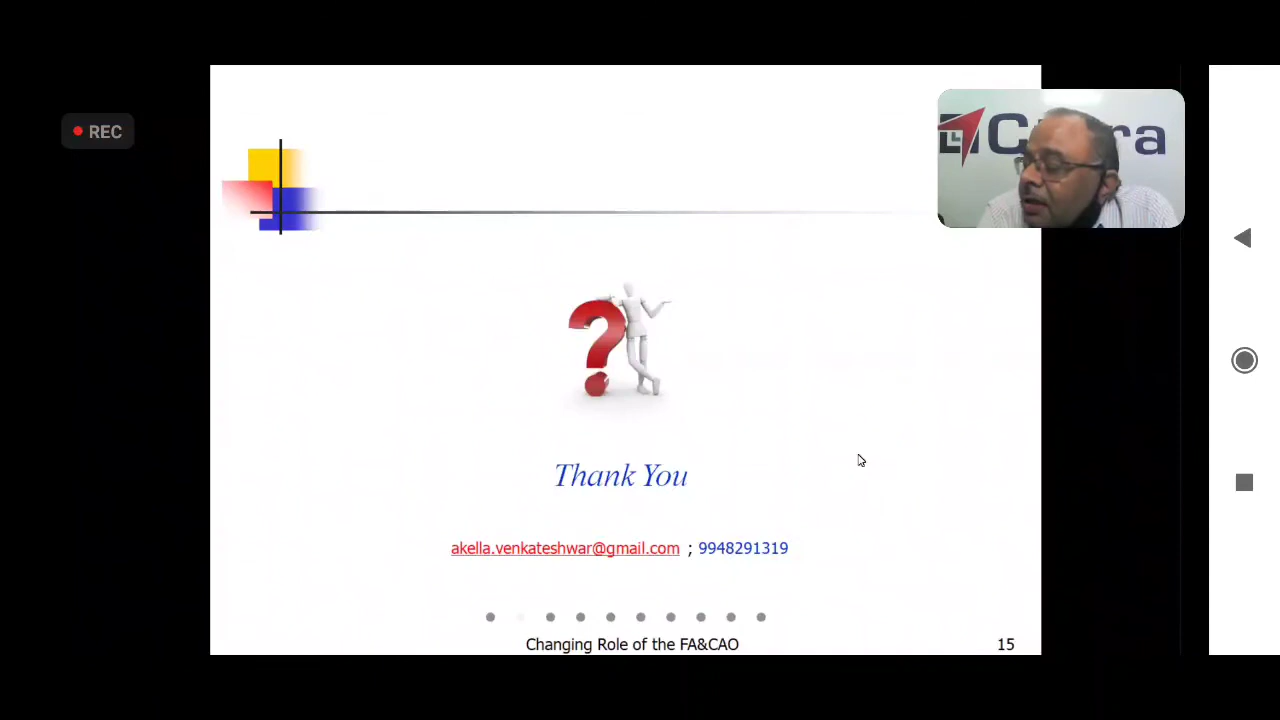 REC
Thank You
akella.venkateshwar@gmail.com ; 9948291319
Changing Role of the FA&CAO
15